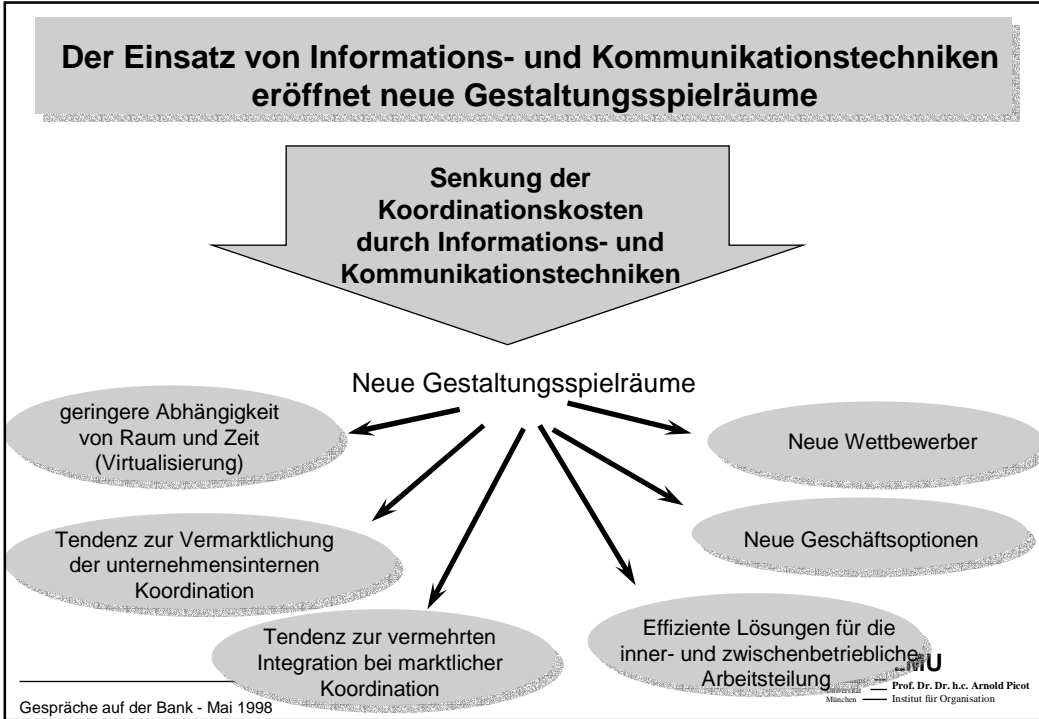 Der Einsatz von Informations- und Kommunikationstechniken
eröffnet neue Gestaltungsspielräume
Senkung der
Koordinationskosten
durch Informations- und
Kommunikationstechniken
Neue Gestaltungsspielräume
geringere Abhängigkeit
von Raum und Zeit
(Virtualisierung)
Tendenz zur Vermarktlichung
der unternehmensinternen
Koordination
Tendenz zur vermehrten
Integration bei marktlicher
Koordination
Effiziente Lösungen für die
inner- und zwischenbetriebliche
Arbeitsteilung
Neue Geschäftsoptionen
Neue Wettbewerber
Gespräche auf der Bank - Mai 1998
MU
München
Prof. Dr. Dr. h.c. Arnold Picot
Institut für Organisation